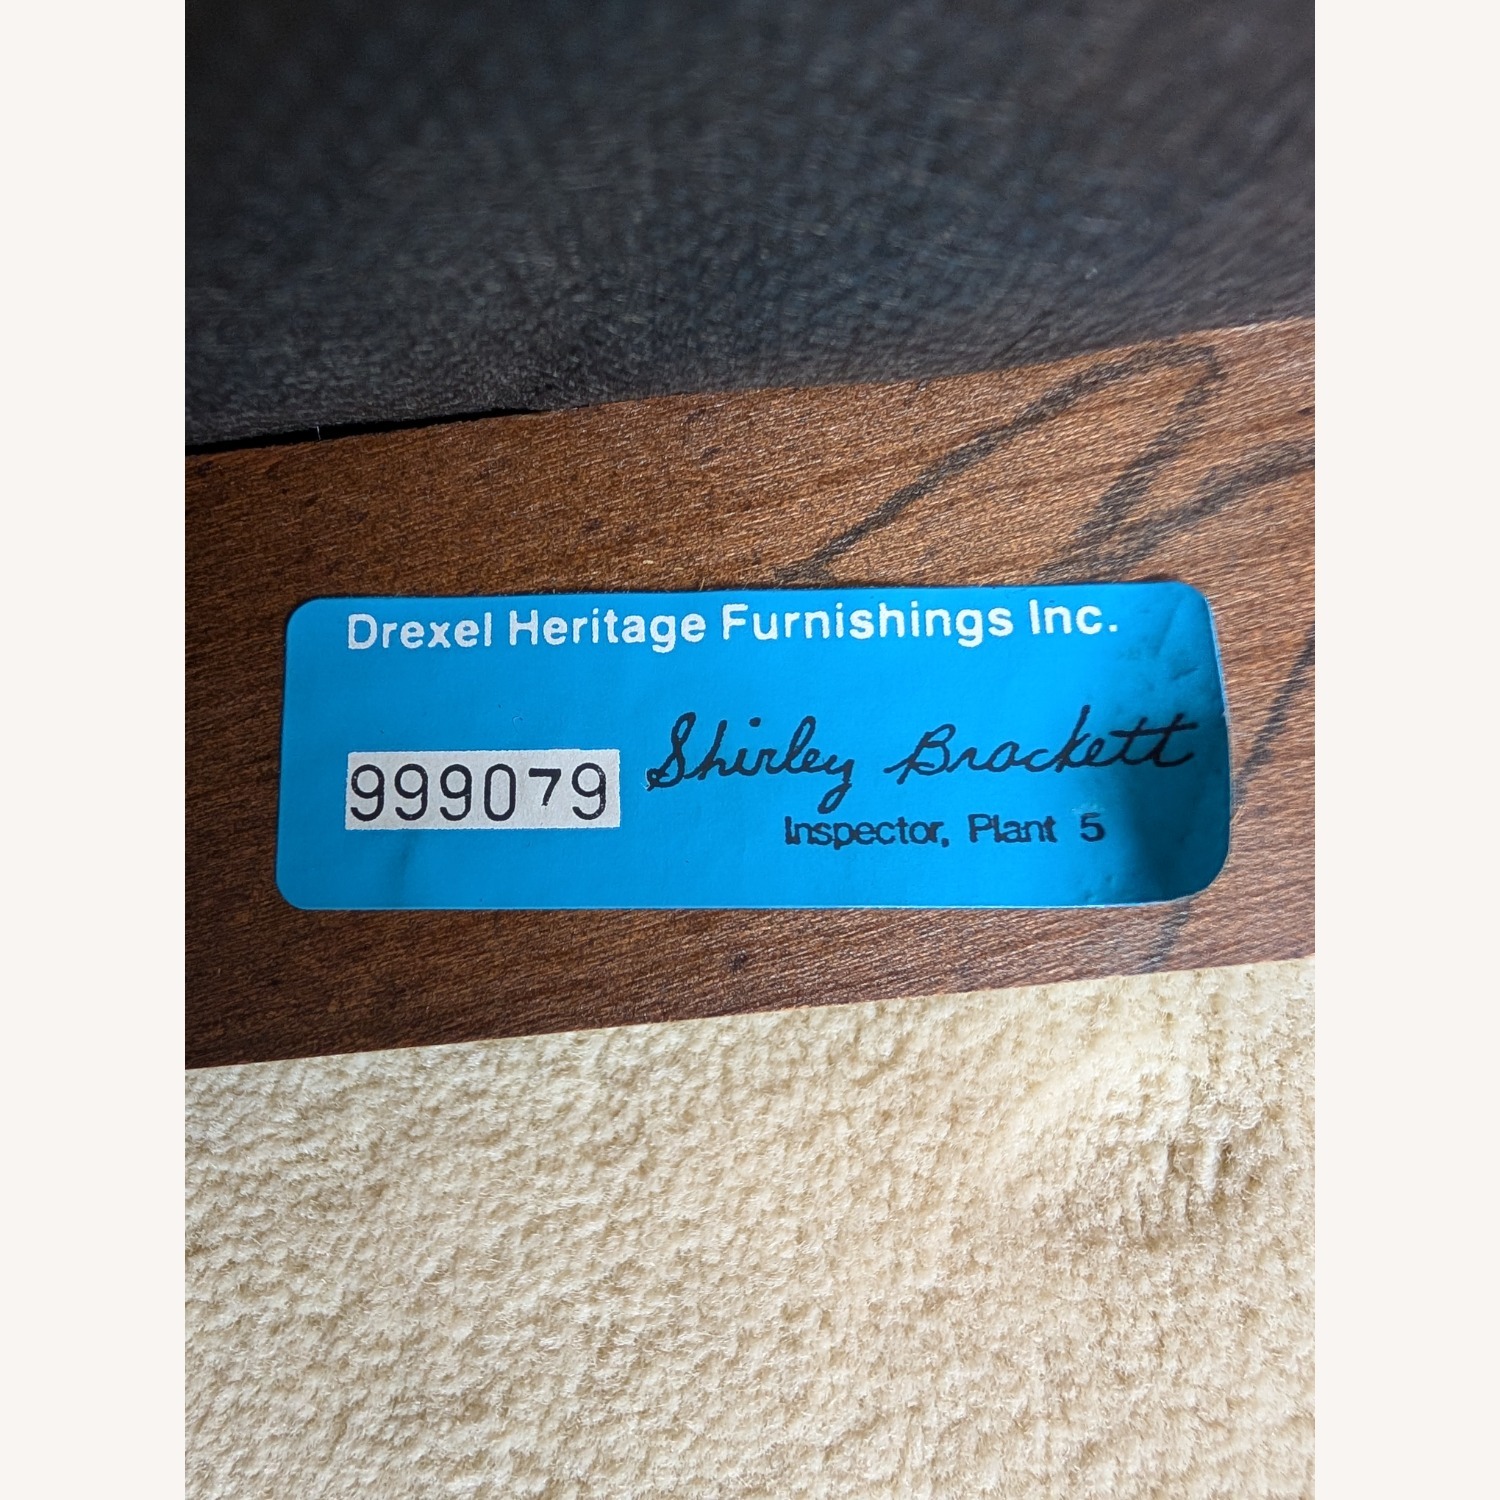 Drexel Heritage Furnishings Inc.
999079
Shirley Brackett
Inspector, Plant 5